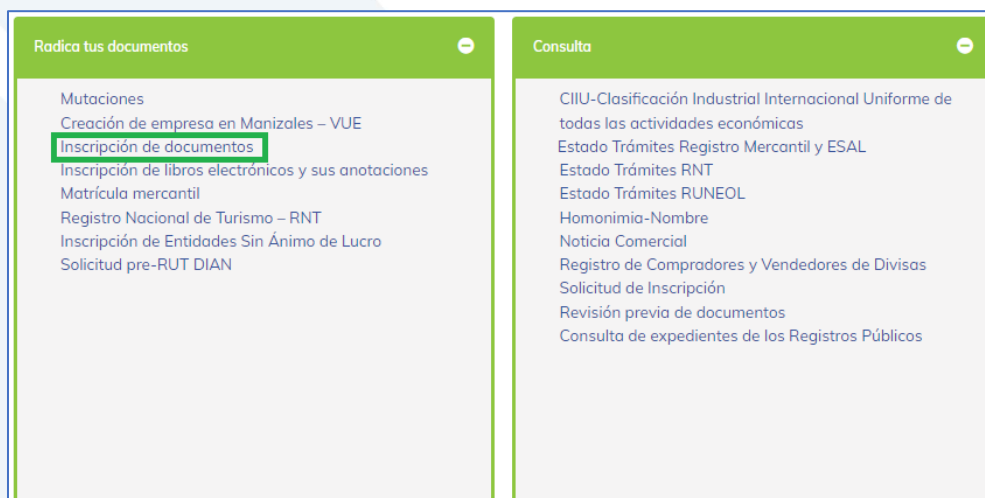 Radica tus documentos
Mutaciones
Creación de empresa en Manizales – VUE
Inscripción de documentos
Inscripción de libros electrónicos y sus anotaciones
Matrícula mercantil
Registro Nacional de Turismo – RNT
Inscripción de Entidades Sin Ánimo de Lucro
Solicitud pre-RUT DIAN
Consulta
CIIU-Clasificación Industrial Internacional Uniforme de
todas las actividades económicas
Estado Trámites Registro Mercantil y ESAL
Estado Trámites RNT
Estado Trámites RUNEOL
Homonimia-Nombre
Noticia Comercial
Registro de Compradores y Vendedores de Divisas
Solicitud de Inscripción
Revisión previa de documentos
Consulta de expedientes de los Registros Públicos